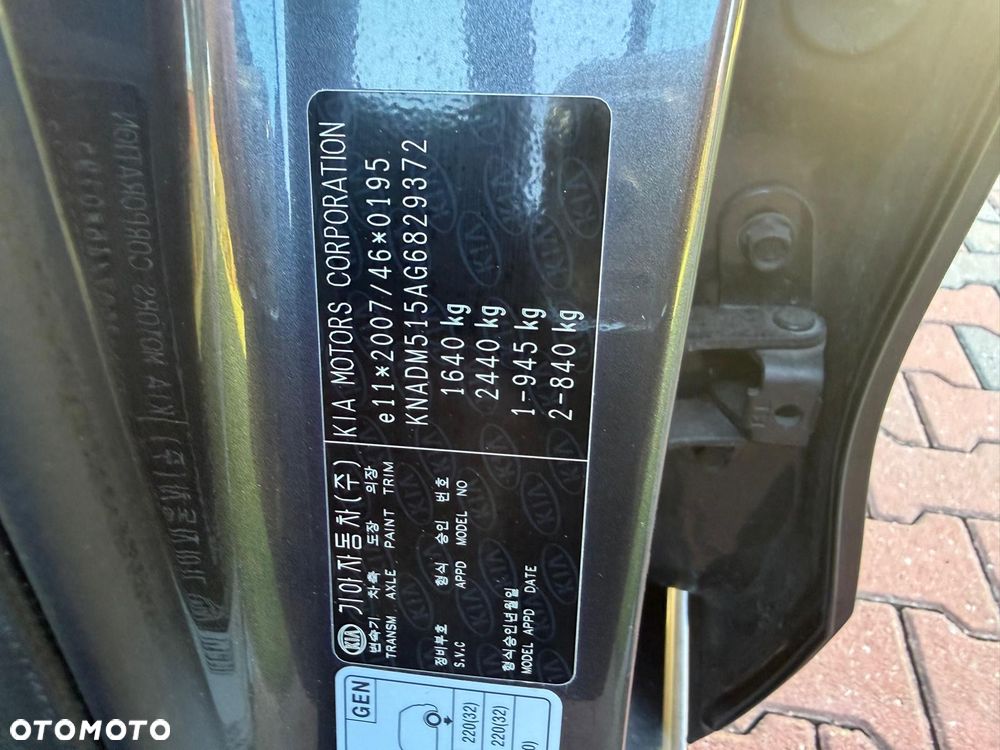 KIA 기아자동차(주) KIA MOTORS CORPORATION
e11*2007/46*0195
KNADM515AG6829372
1640 kg
2440 kg
1-945 kg
2-840 kg
변속기 차축 도장 의장
TRANSM. AXLE PAINT TRIM
정비부호 형식 승인 번호
S.V.C APPD MODEL NO
형식승인년월일
MODEL APPD DATE
GEN
220(32)
220(32)
OTOMOTO